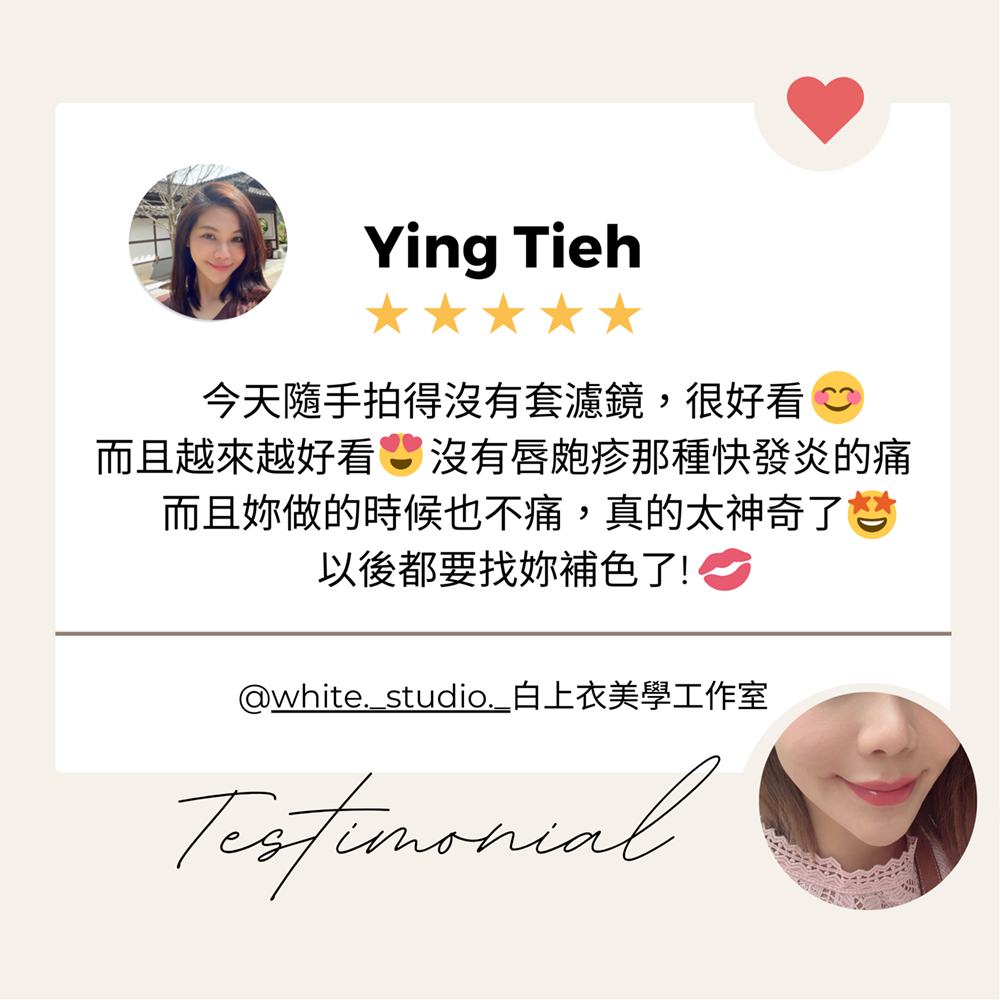 Ying Tieh
今天隨手拍得沒有套濾鏡，很好看😊
而且越來越好看😍沒有唇皰疹那種快發炎的痛
而且妳做的時候也不痛，真的太神奇了🤩
以後都要找妳補色了!💋
@white._studio._白上衣美學工作室
Testimonial